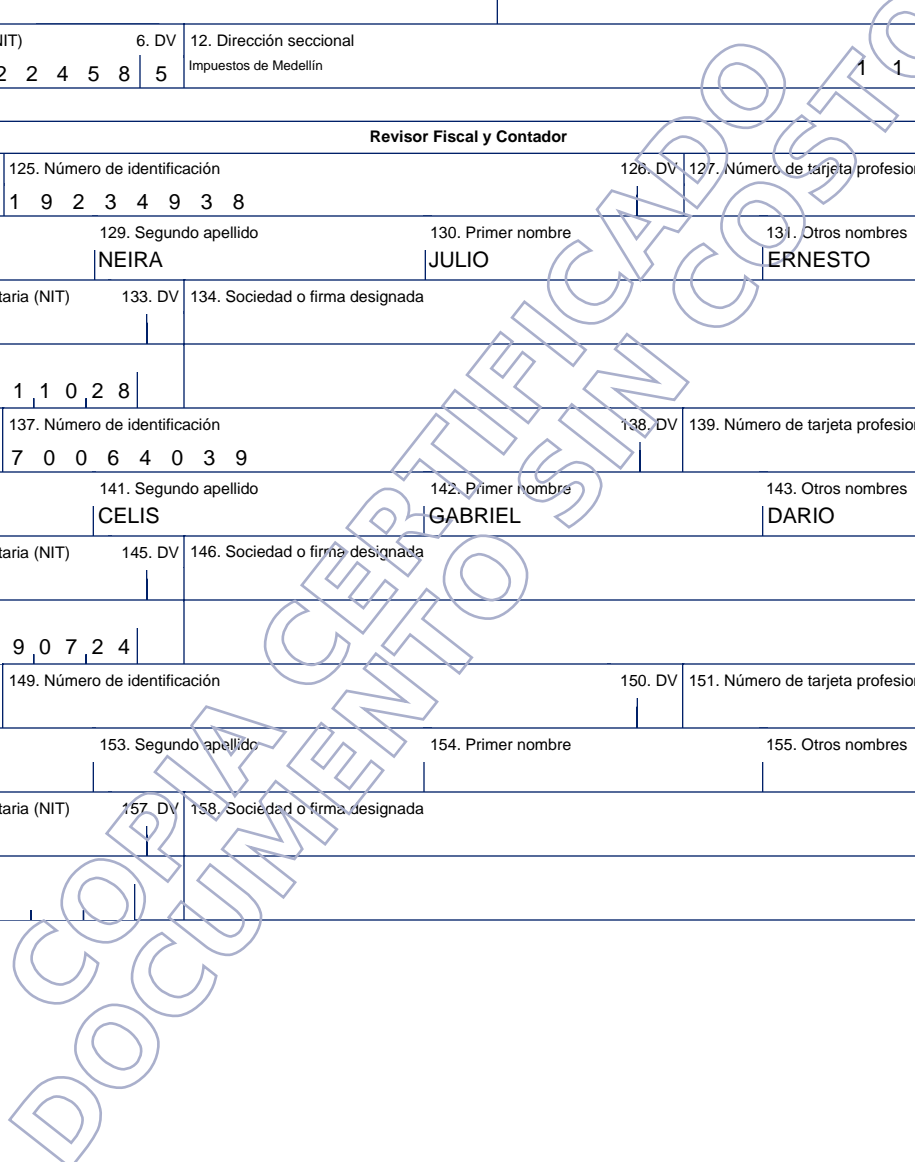 NIT) 6. DV 12. Dirección seccional
2 2 4 5 8 5 Impuestos de Medellín 1 1
Revisor Fiscal y Contador
125. Número de identificación 126. DV 127. Número de tarjeta profesion
1 9 2 3 4 9 3 8
129. Segundo apellido 130. Primer nombre 131. Otros nombres
NEIRA JULIO ERNESTO
taria (NIT) 133. DV 134. Sociedad o firma designada
1 1 0 2 8
137. Número de identificación 138. DV 139. Número de tarjeta profesion
7 0 0 6 4 0 3 9
141. Segundo apellido 142. Primer nombre 143. Otros nombres
CELIS GABRIEL DARIO
taria (NIT) 145. DV 146. Sociedad o firma designada
9 0 7 2 4
149. Número de identificación 150. DV 151. Número de tarjeta profesion
153. Segundo apellido 154. Primer nombre 155. Otros nombres
taria (NIT) 157. DV 158. Sociedad o firma designada
COPIA CERTIFICADO
DOCUMENTO SIN COSTO